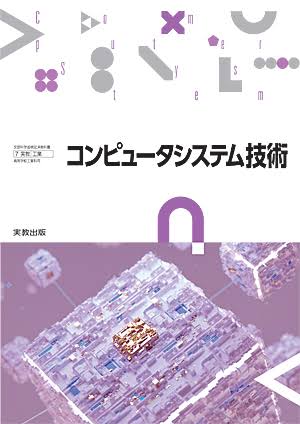 Computer
System
文部科学省検定済教科書
7 実教 工業
高等学校工業科用
コンピュータシステム技術
実教出版